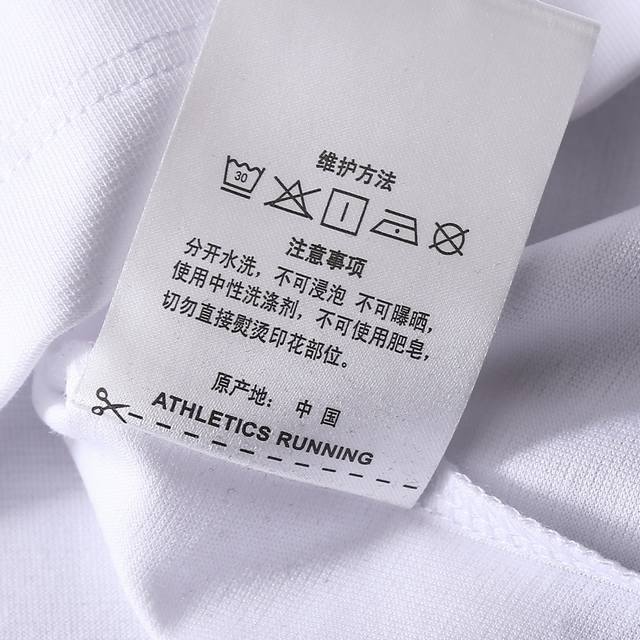 维护方法
30
注意事项
分开水洗，不可浸泡 不可曝晒，
使用中性洗涤剂，不可使用肥皂，
切勿直接熨烫印花部位。
原产地： 中 国
ATHLETICS RUNNING